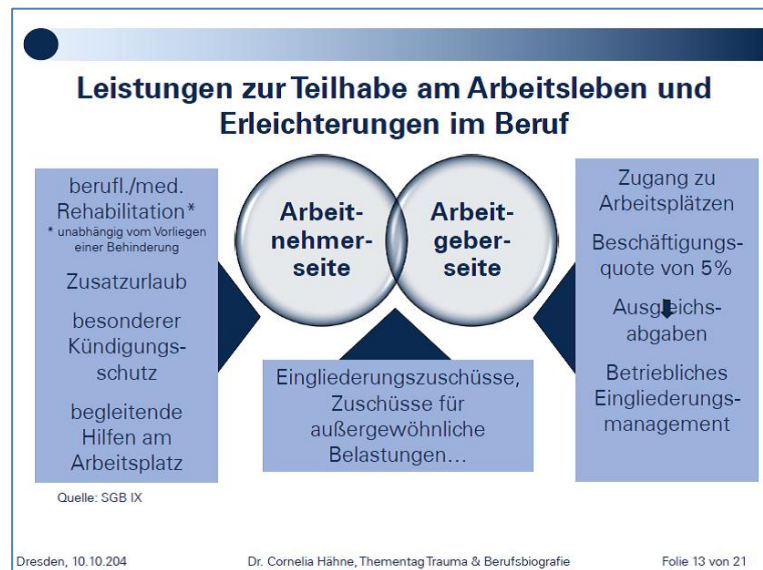 Leistungen zur Teilhabe am Arbeitsleben und
Erleichterungen im Beruf
berufl./med.
Rehabilitation*
* unabhängig vom Vorliegen
einer Behinderung
Zusatzurlaub
besonderer
Kündigungs-
schutz
begleitende
Hilfen am
Arbeitsplatz
Arbeit-
nehmer-
seite
Arbeit-
geber-
seite
Eingliederungszuschüsse,
Zuschüsse für
außergewöhnliche
Belastungen...
Zugang zu
Arbeitsplätzen
Beschäftigungs-
quote von 5%
Ausgleichs-
abgaben
Betriebliches
Eingliederungs-
management
Quelle: SGB IX
Dresden, 10.10.204
Dr. Cornelia Hähne, Thementag Trauma & Berufsbiografie
Folie 13 von 21